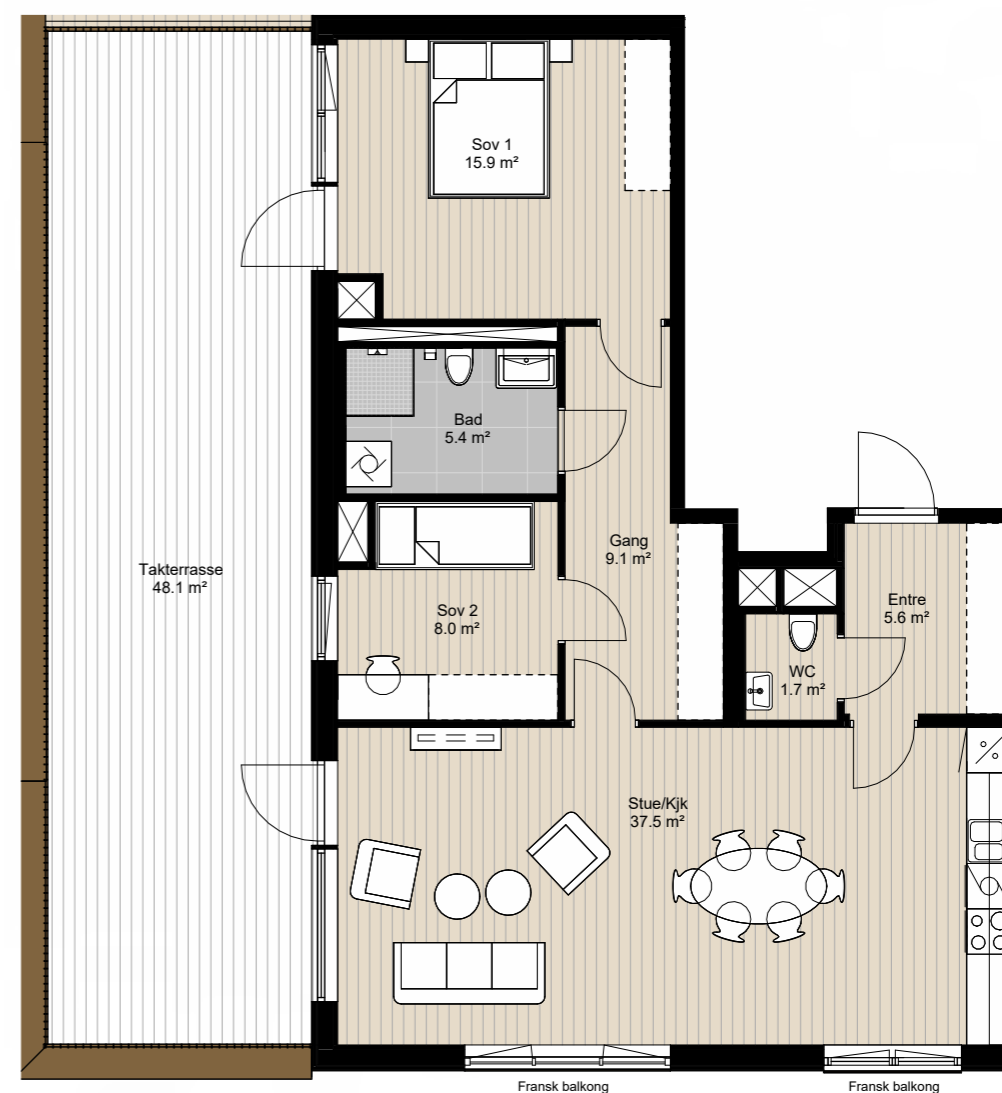 Sov 1
15.9 m²
Bad
5.4 m²
Gang
9.1 m²
Takterrasse
48.1 m²
Sov 2
8.0 m²
Entre
5.6 m²
WC
1.7 m²
Stue/Kjk
37.5 m²
Fransk balkong
Fransk balkong